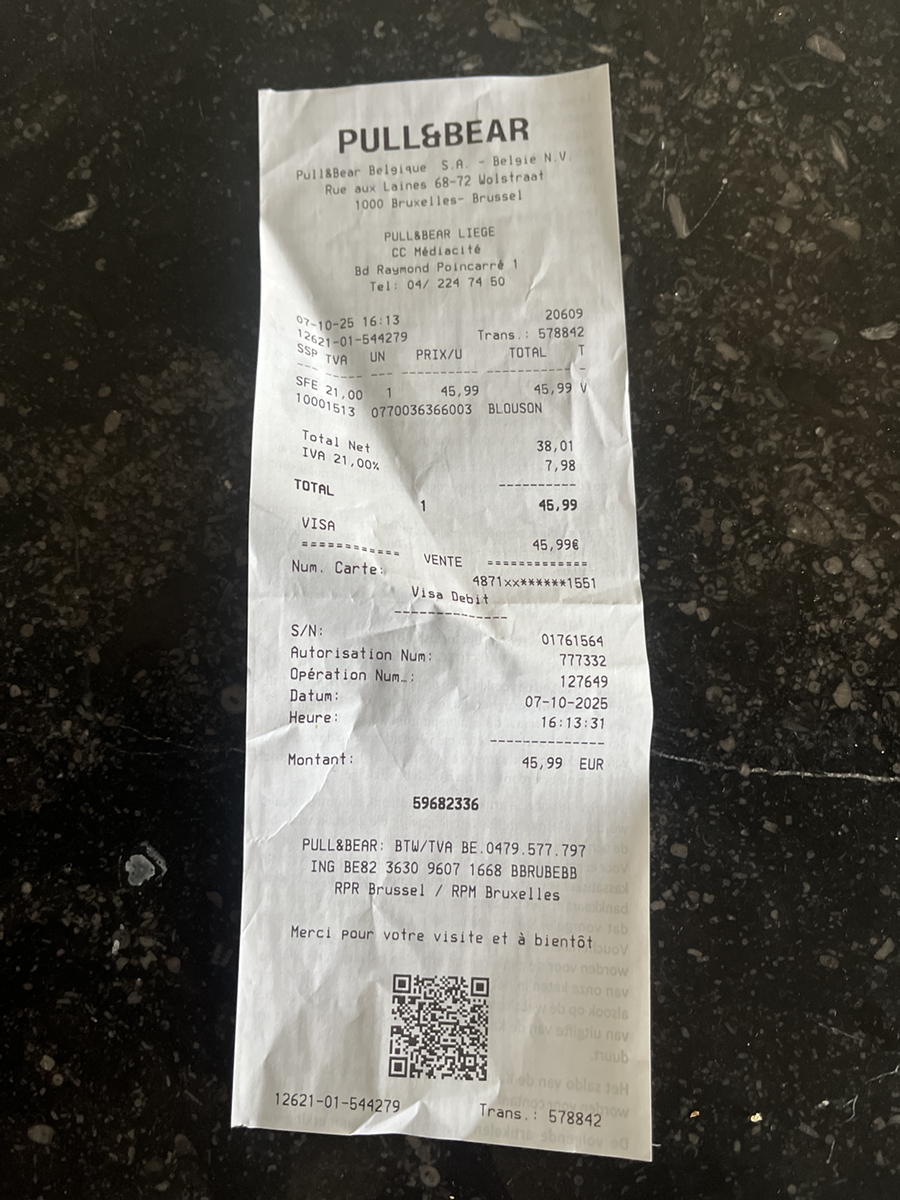 PULL&BEAR
Pull&Bear Belgique S.A. - Belgie N.V.
Rue aux Laines 68-72 Wolstraat
1000 Bruxelles- Brussel
PULL&BEAR LIEGE
CC Médiacité
Bd Raymond Poincarré 1
Tel: 04/ 224 74 50
07-10-25 16:13 20609
12621-01-544279 Trans.: 578842
SSP TVA UN PRIX/U TOTAL T
--- ----- --- ---------- ----------- -
SFE 21,00 1 45,99 45,99 V
10001513 0770036366003 BLOUSON
Total Net 38,01
IVA 21,00% 7,98
----------
TOTAL 1 45,99
VISA 45,99€
============ VENTE ============
Num. Carte: 4871xx******1551
Visa Debit
--------------
S/N: 01761564
Autorisation Num: 777332
Opération Num_: 127649
Datum: 07-10-2025
Heure: 16:13:31
--------------
Montant: 45,99 EUR
59682336
PULL&BEAR: BTW/TVA BE.0479.577.797
ING BE82 3630 9607 1668 BBRUBEBB
RPR Brussel / RPM Bruxelles
Merci pour votre visite et à bientôt
12621-01-544279 Trans.: 578842